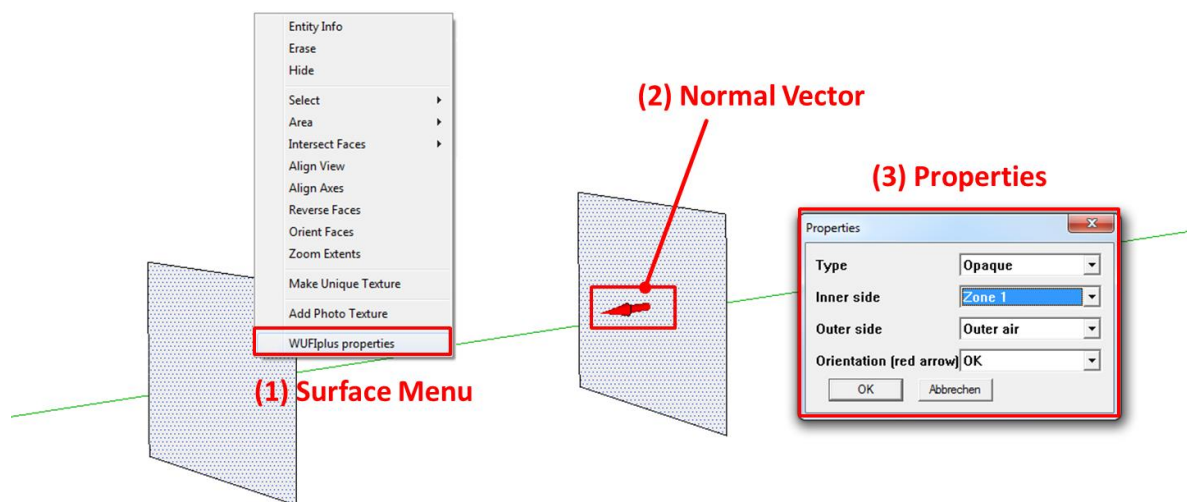 Entity Info
Erase
Hide
Select
Area
Intersect Faces
Align View
Align Axes
Reverse Faces
Orient Faces
Zoom Extents
Make Unique Texture
Add Photo Texture
WUFIplus properties
(1) Surface Menu
(2) Normal Vector
(3) Properties
Properties
Type Opaque
Inner side Zone 1
Outer side Outer air
Orientation (red arrow) OK
OK Abbrechen